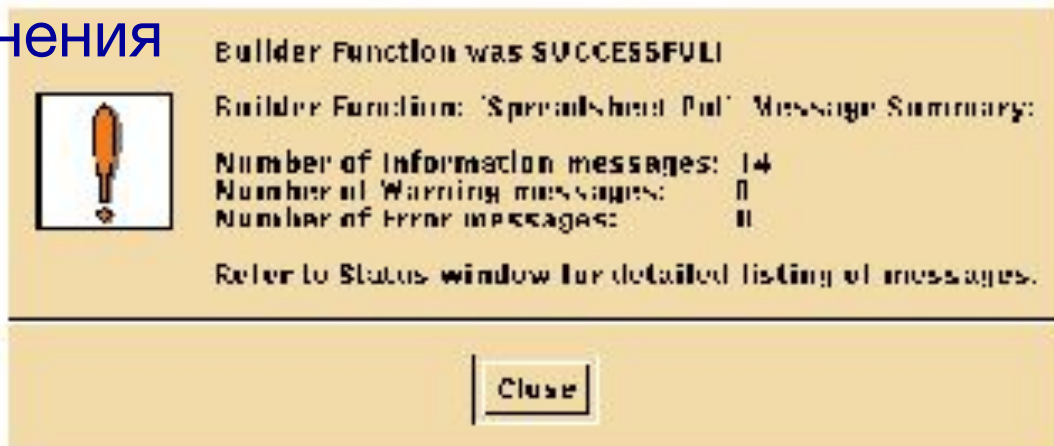 нения
Builder Function was SUCCESSFUL!
Builder Function: 'Spreadsheet Put' Message Summary:
Number of Information messages: 14
Number of Warning messages: 0
Number of Error messages: 0
Refer to Status window for detailed listing of messages.
Close